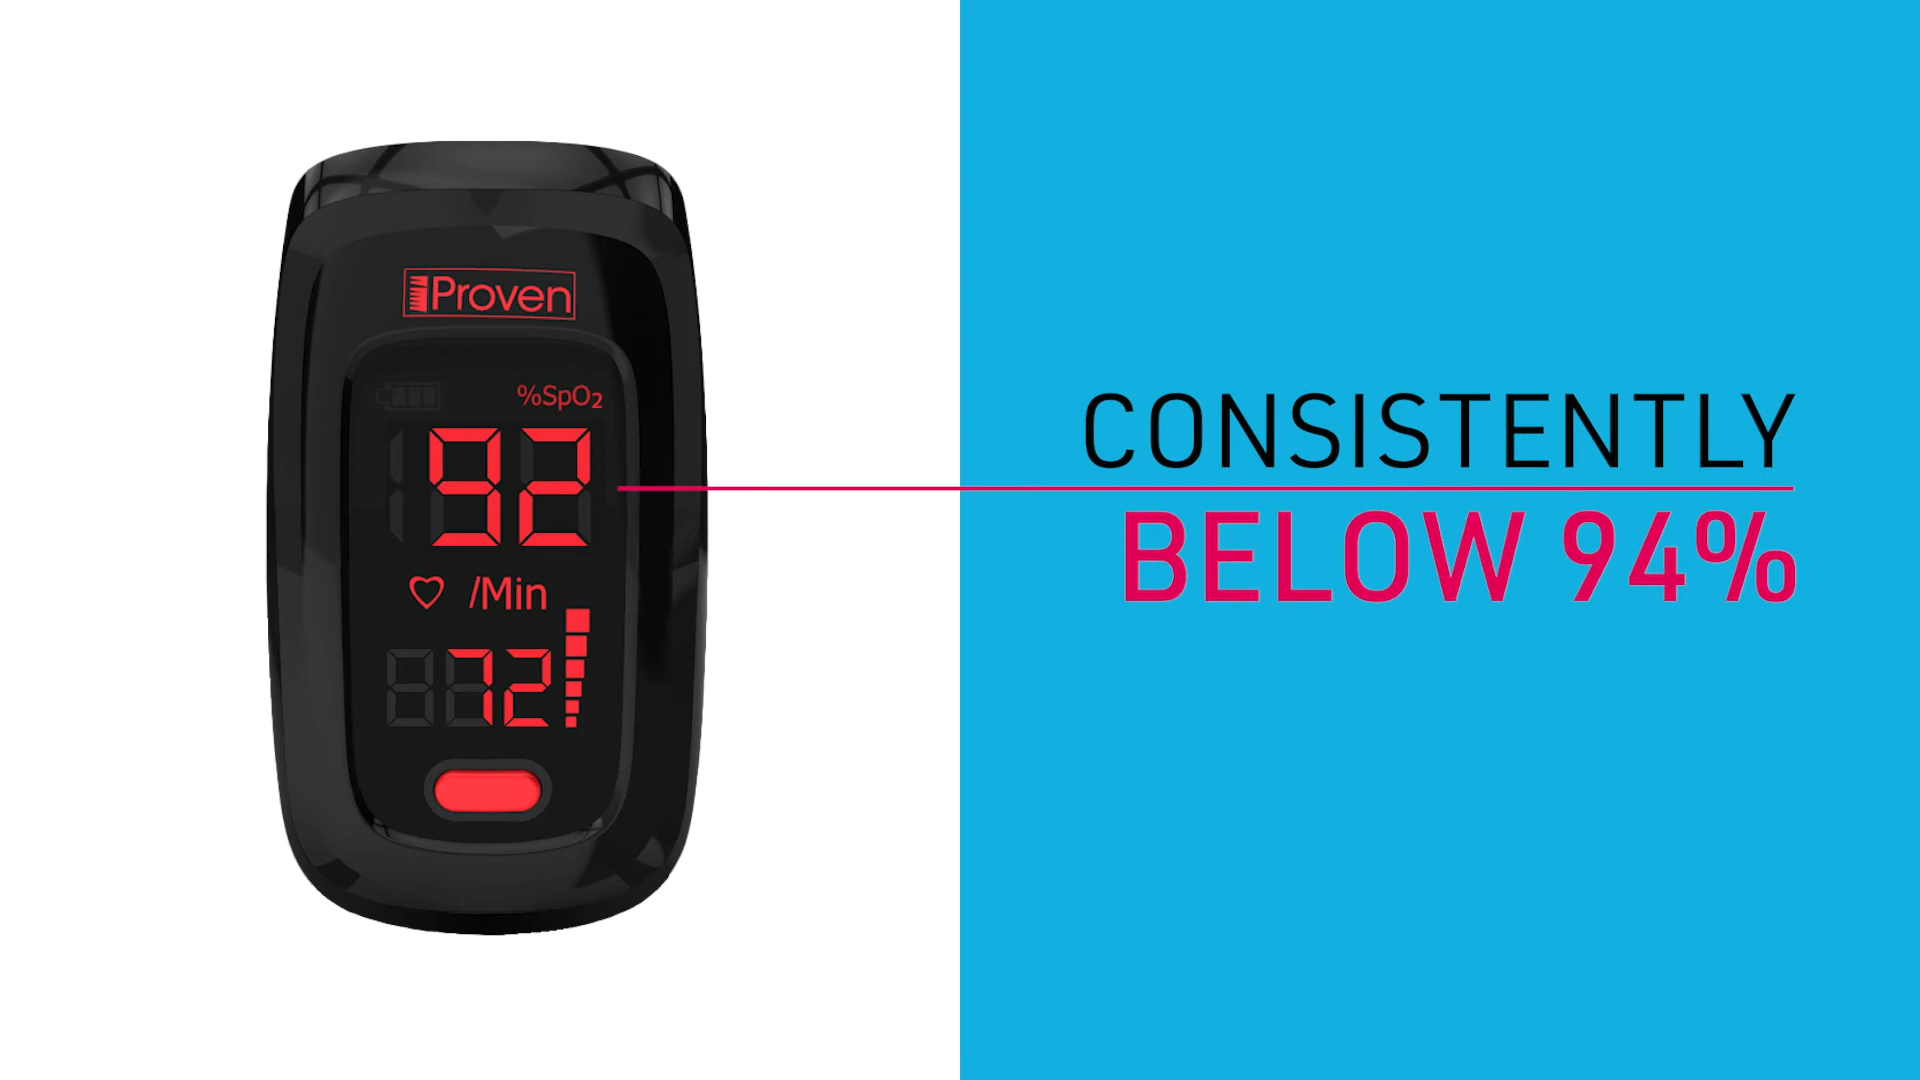 iProven
%SpO2
92
/Min
72
CONSISTENTLY
BELOW 94%